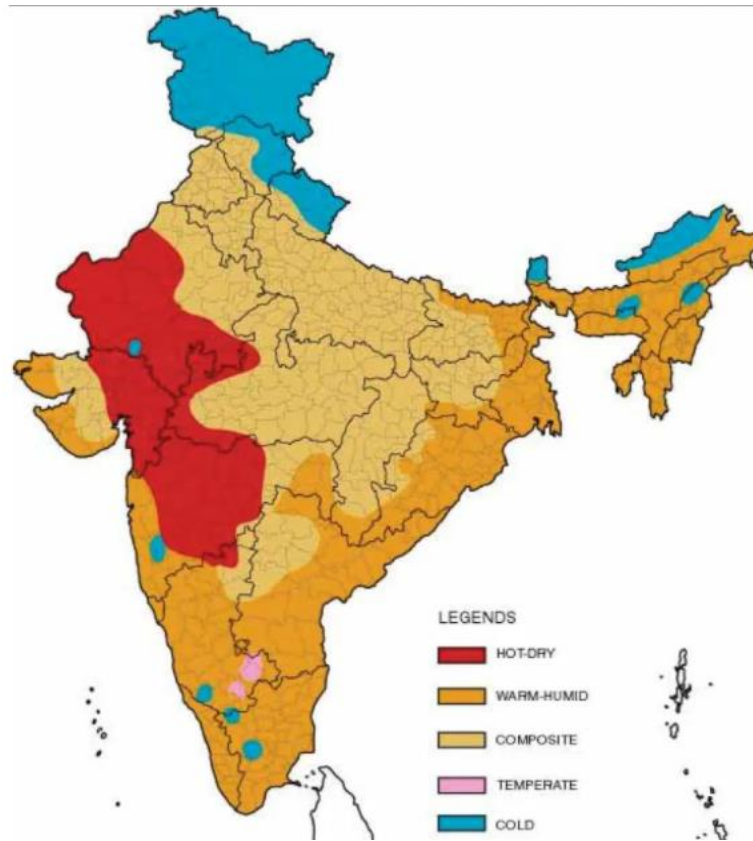 LEGENDS
HOT-DRY
WARM-HUMID
COMPOSITE
TEMPERATE
COLD